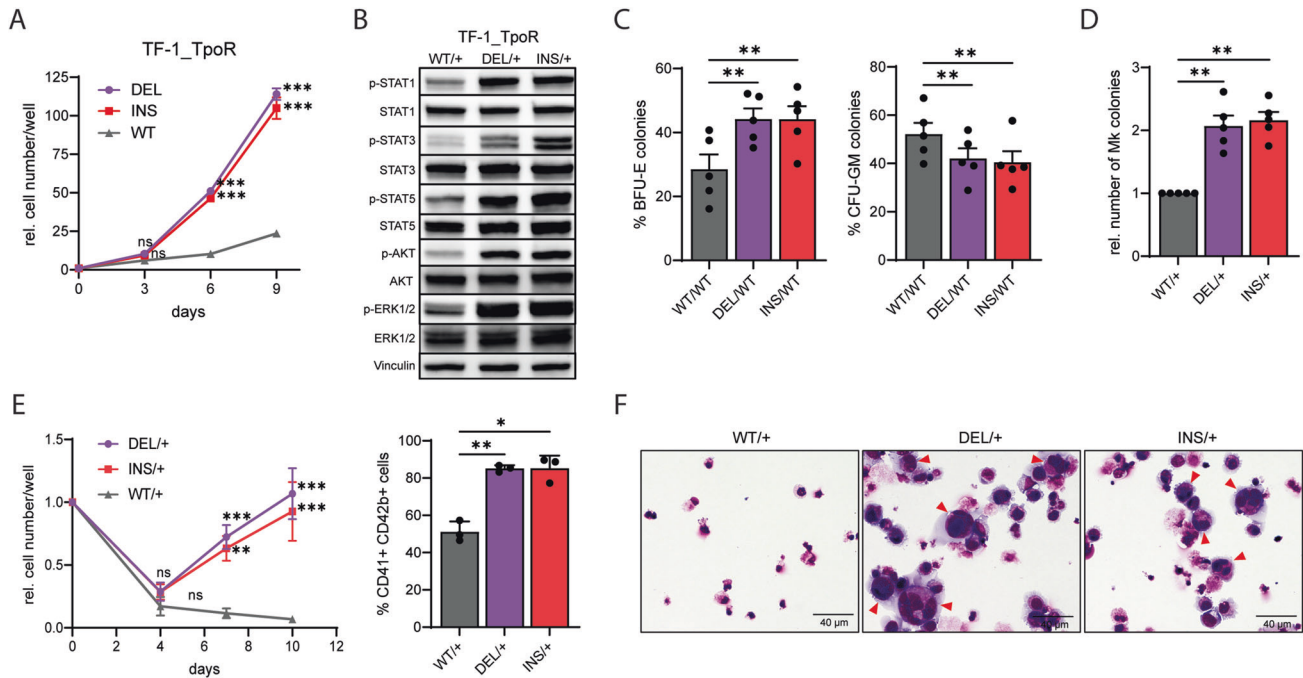 A
TF-1_TpoR
DEL
INS
WT
rel. cell number/well
125
100
75
50
25
0
ns
ns
***
***
***
***
0
3
6
9
days
B
TF-1_TpoR
WT/+ DEL/+ INS/+
p-STAT1
STAT1
p-STAT3
STAT3
p-STAT5
STAT5
p-AKT
AKT
p-ERK1/2
ERK1/2
Vinculin
C
% BFU-E colonies
60
40
20
0
**
**
WT/WT
DEL/WT
INS/WT
% CFU-GM colonies
80
60
40
20
0
**
**
WT/WT
DEL/WT
INS/WT
D
rel. number of Mk colonies
3
2
1
0
**
**
WT/+
DEL/+
INS/+
E
DEL/+
INS/+
WT/+
rel. cell number/well
1.5
1.0
0.5
0.0
ns
ns
***
**
***
***
0
2
4
6
8
10
12
days
% CD41+ CD42b+ cells
100
80
60
40
20
0
*
**
WT/+
DEL/+
INS/+
F
WT/+
DEL/+
INS/+
40 µm
40 µm
40 µm